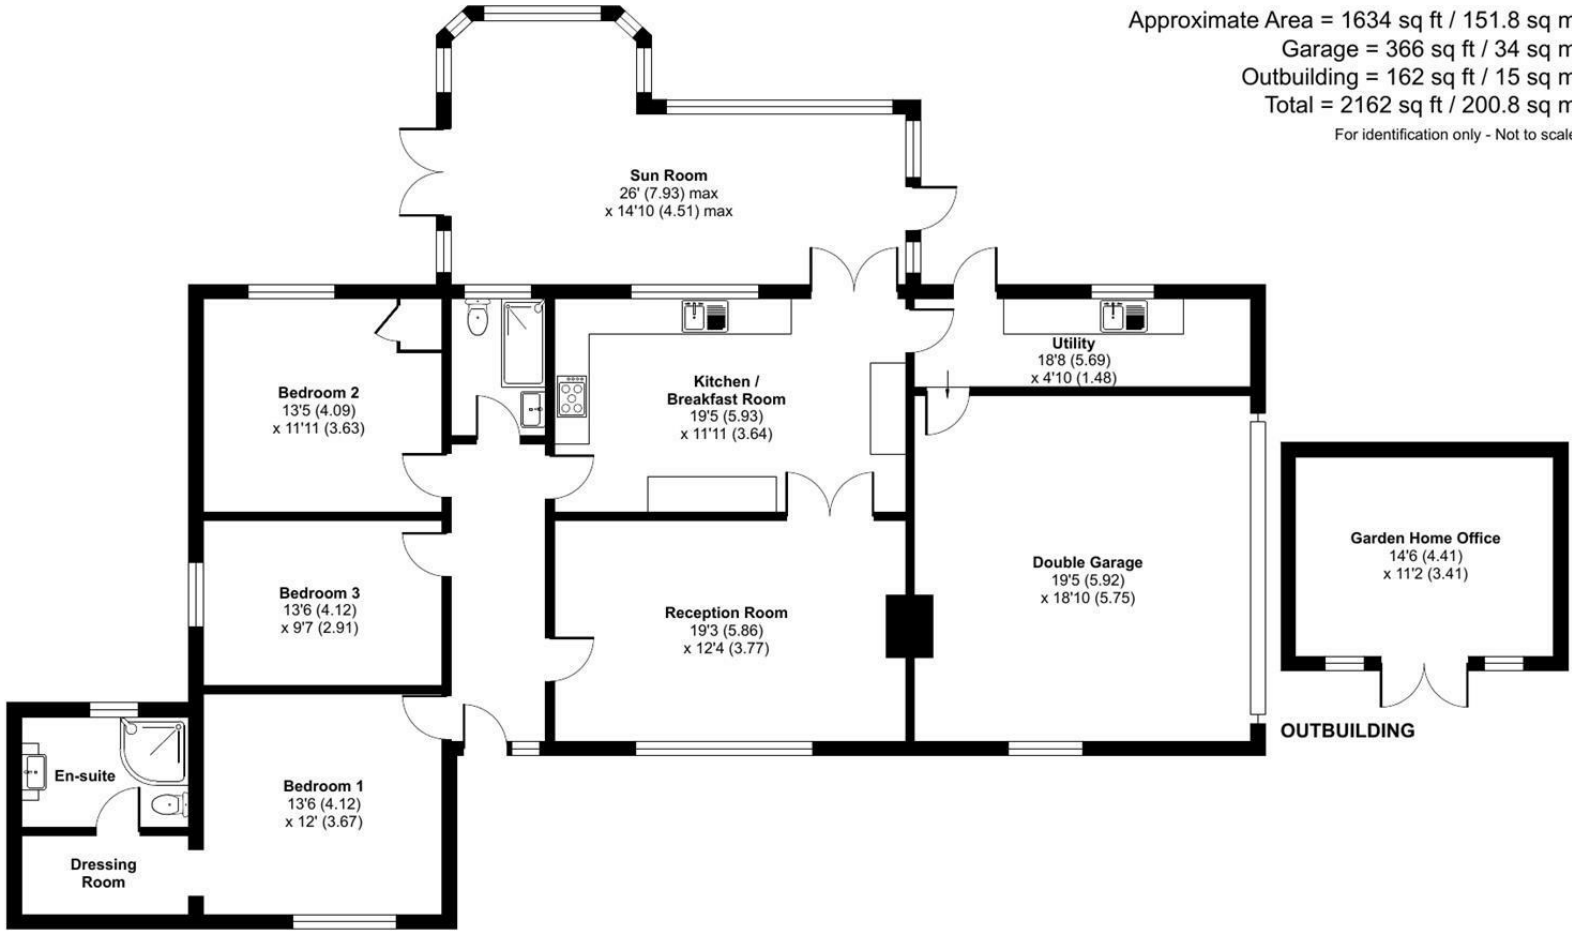 Approximate Area = 1634 sq ft / 151.8 sq m
Garage = 366 sq ft / 34 sq m
Outbuilding = 162 sq ft / 15 sq m
Total = 2162 sq ft / 200.8 sq m
For identification only - Not to scale
Sun Room
26' (7.93) max
x 14'10 (4.51) max
Utility
18'8 (5.69)
x 4'10 (1.48)
Kitchen /
Breakfast Room
19'5 (5.93)
x 11'11 (3.64)
Bedroom 2
13'5 (4.09)
x 11'11 (3.63)
Garden Home Office
14'6 (4.41)
x 11'2 (3.41)
Double Garage
19'5 (5.92)
x 18'10 (5.75)
Bedroom 3
13'6 (4.12)
x 9'7 (2.91)
Reception Room
19'3 (5.86)
x 12'4 (3.77)
OUTBUILDING
En-suite
Bedroom 1
13'6 (4.12)
x 12' (3.67)
Dressing
Room